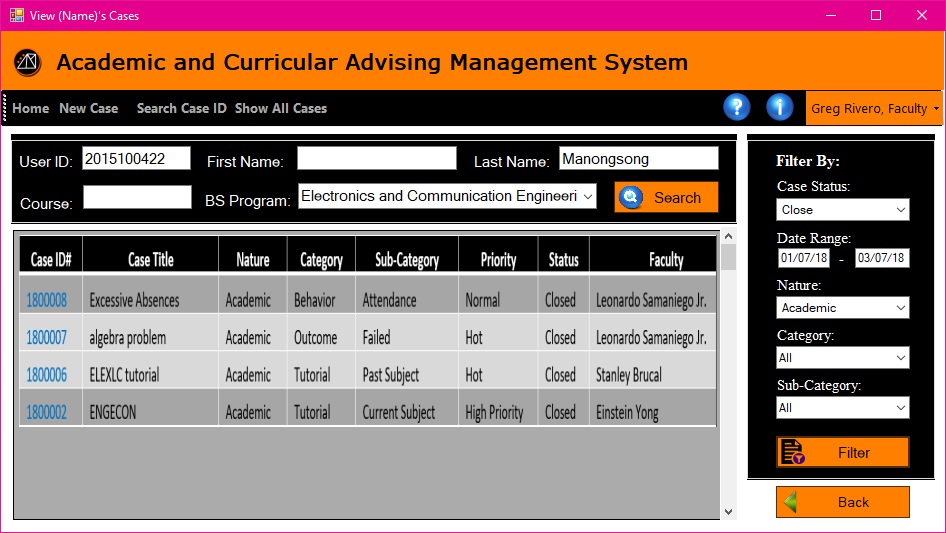 View (Name)'s Cases
Academic and Curricular Advising Management System
Home New Case Search Case ID Show All Cases ? i Greg Rivero, Faculty
User ID: 2015100422 First Name: Last Name: Manongsong
Course: BS Program: Electronics and Communication Engineeri Search
Case ID# Case Title Nature Category Sub-Category Priority Status Faculty
1800008 Excessive Absences Academic Behavior Attendance Normal Closed Leonardo Samaniego Jr.
1800007 algebra problem Academic Outcome Failed Hot Closed Leonardo Samaniego Jr.
1800006 ELEXLC tutorial Academic Tutorial Past Subject Hot Closed Stanley Brucal
1800002 ENGECON Academic Tutorial Current Subject High Priority Closed Einstein Yong
Filter By:
Case Status:
Close
Date Range:
01/07/18 - 03/07/18
Nature:
Academic
Category:
All
Sub-Category:
All
Filter
Back